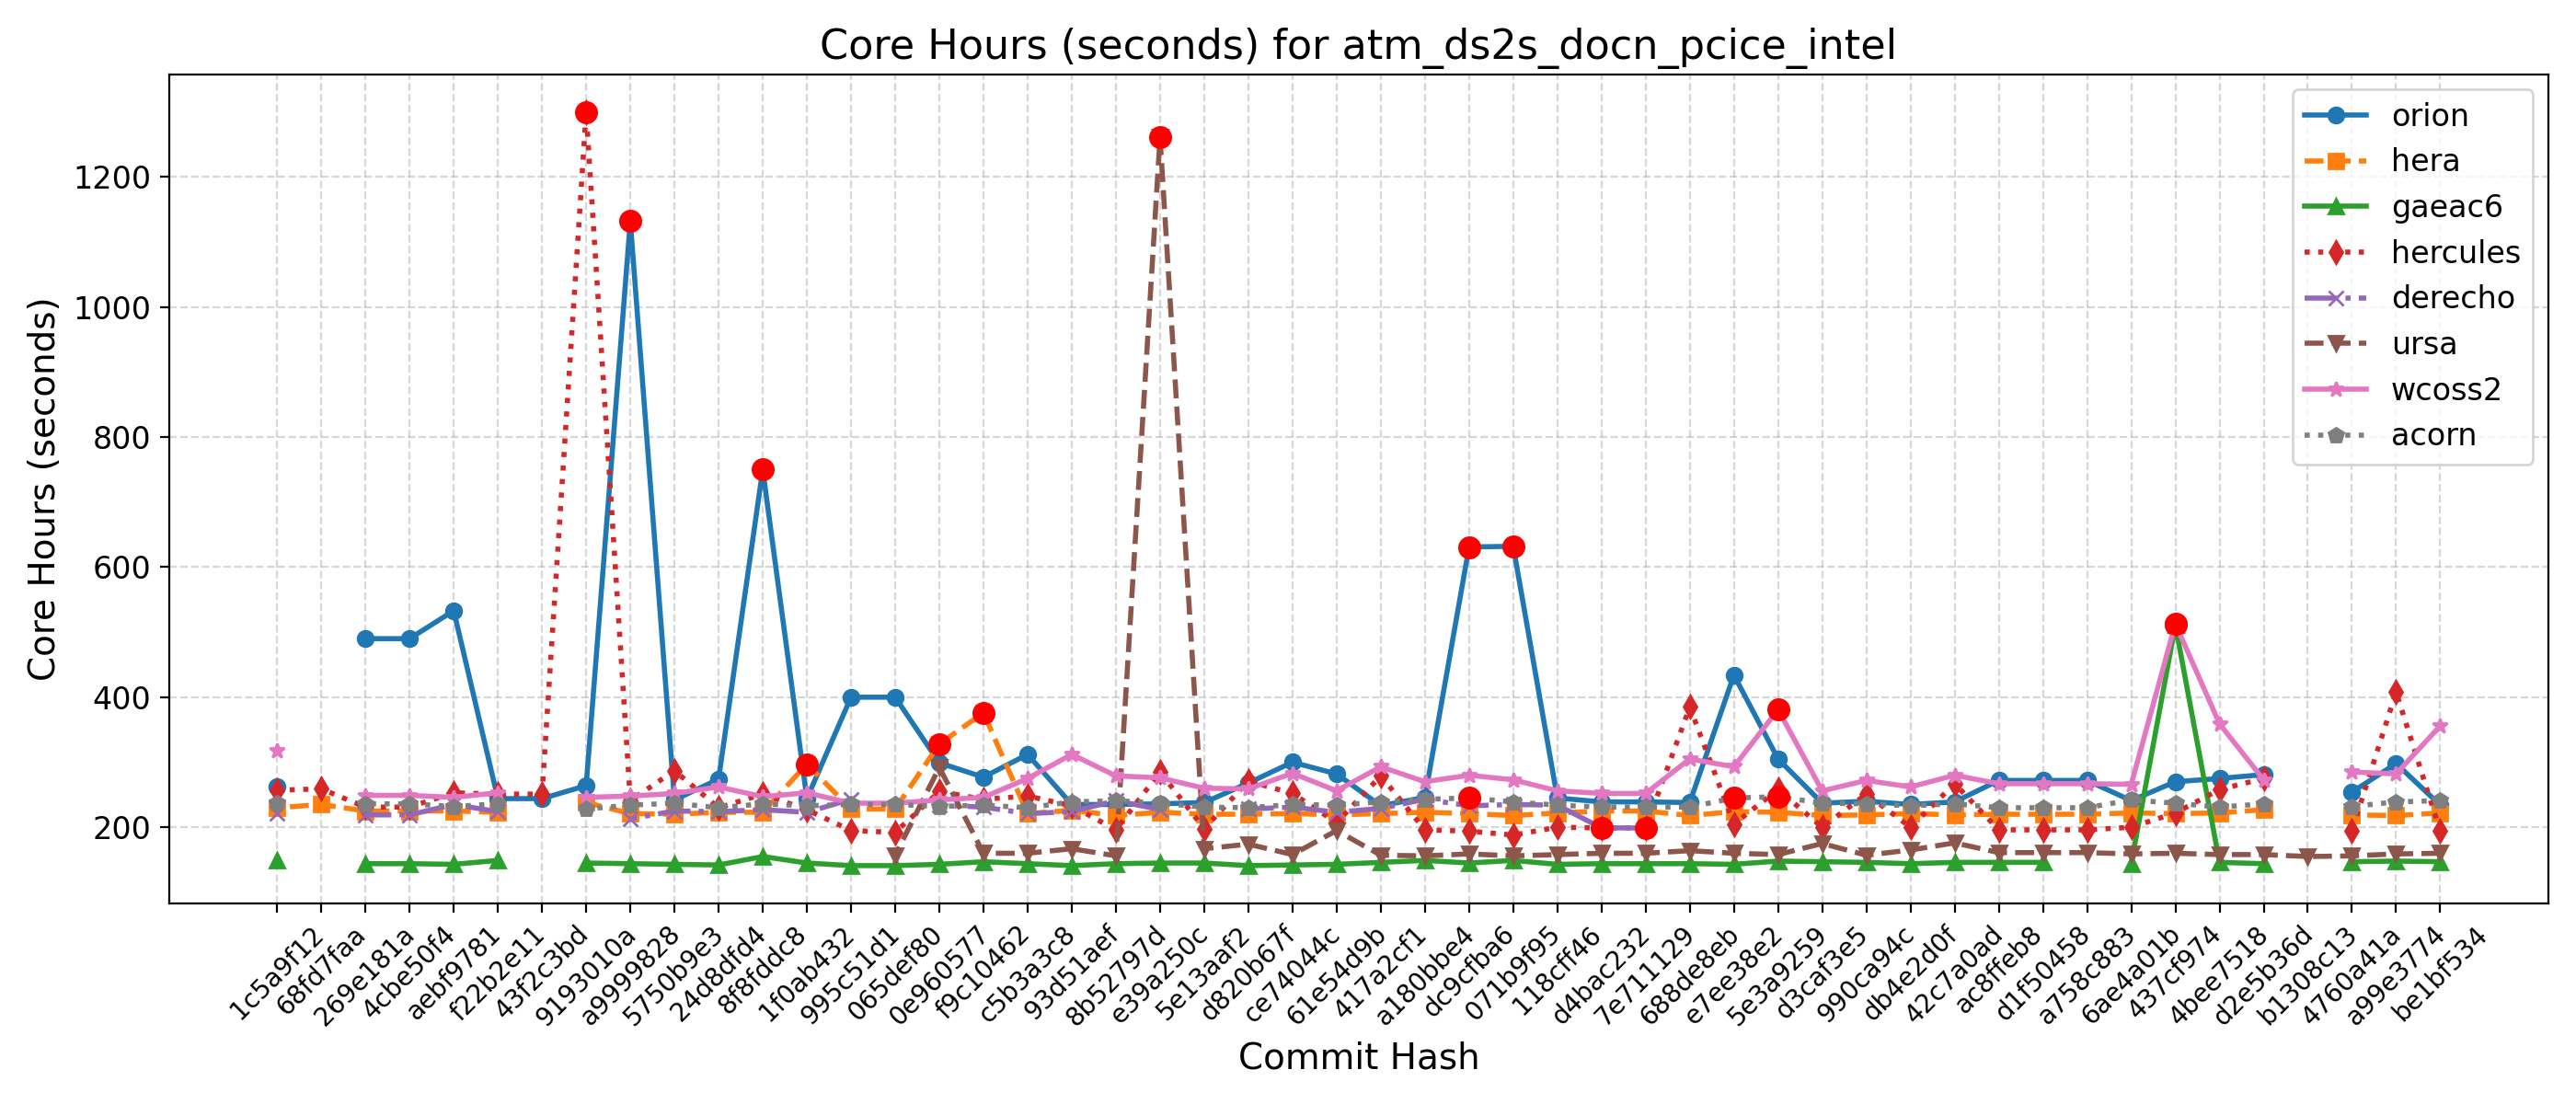 Core Hours (seconds) for atm_ds2s_docn_pcice_intel
Core Hours (seconds)
1200
1000
800
600
400
200
orion
hera
gaeac6
hercules
derecho
ursa
wcoss2
acorn
1c5a9f12
68fd7faa
269e181a
4cbe50f4
aebf9781
f22b2e11
43f2c3bd
9193010a
a9999828
5750b9e3
24d8dfd4
8f8fddc8
1f0ab432
995c51d1
065def80
0e960577
f9c10462
c5b3a3c8
93d51aef
8b52797d
e39a250c
5e13aaf2
d820b67f
ce74044c
61e54d9b
417a2cf1
a180bbe4
dc9cfba6
071b9f95
118cff46
d4bac232
7e711129
688de8eb
e7ee38e2
5e3a9259
d3caf3e5
990ca94c
db4e2d0f
42c7a0ad
ac8ffeb8
d1f50458
a758c883
6ae4a01b
437cf974
4bee7518
d2e5b36d
b1308c13
4760a41a
a99e3774
be1bf534
Commit Hash